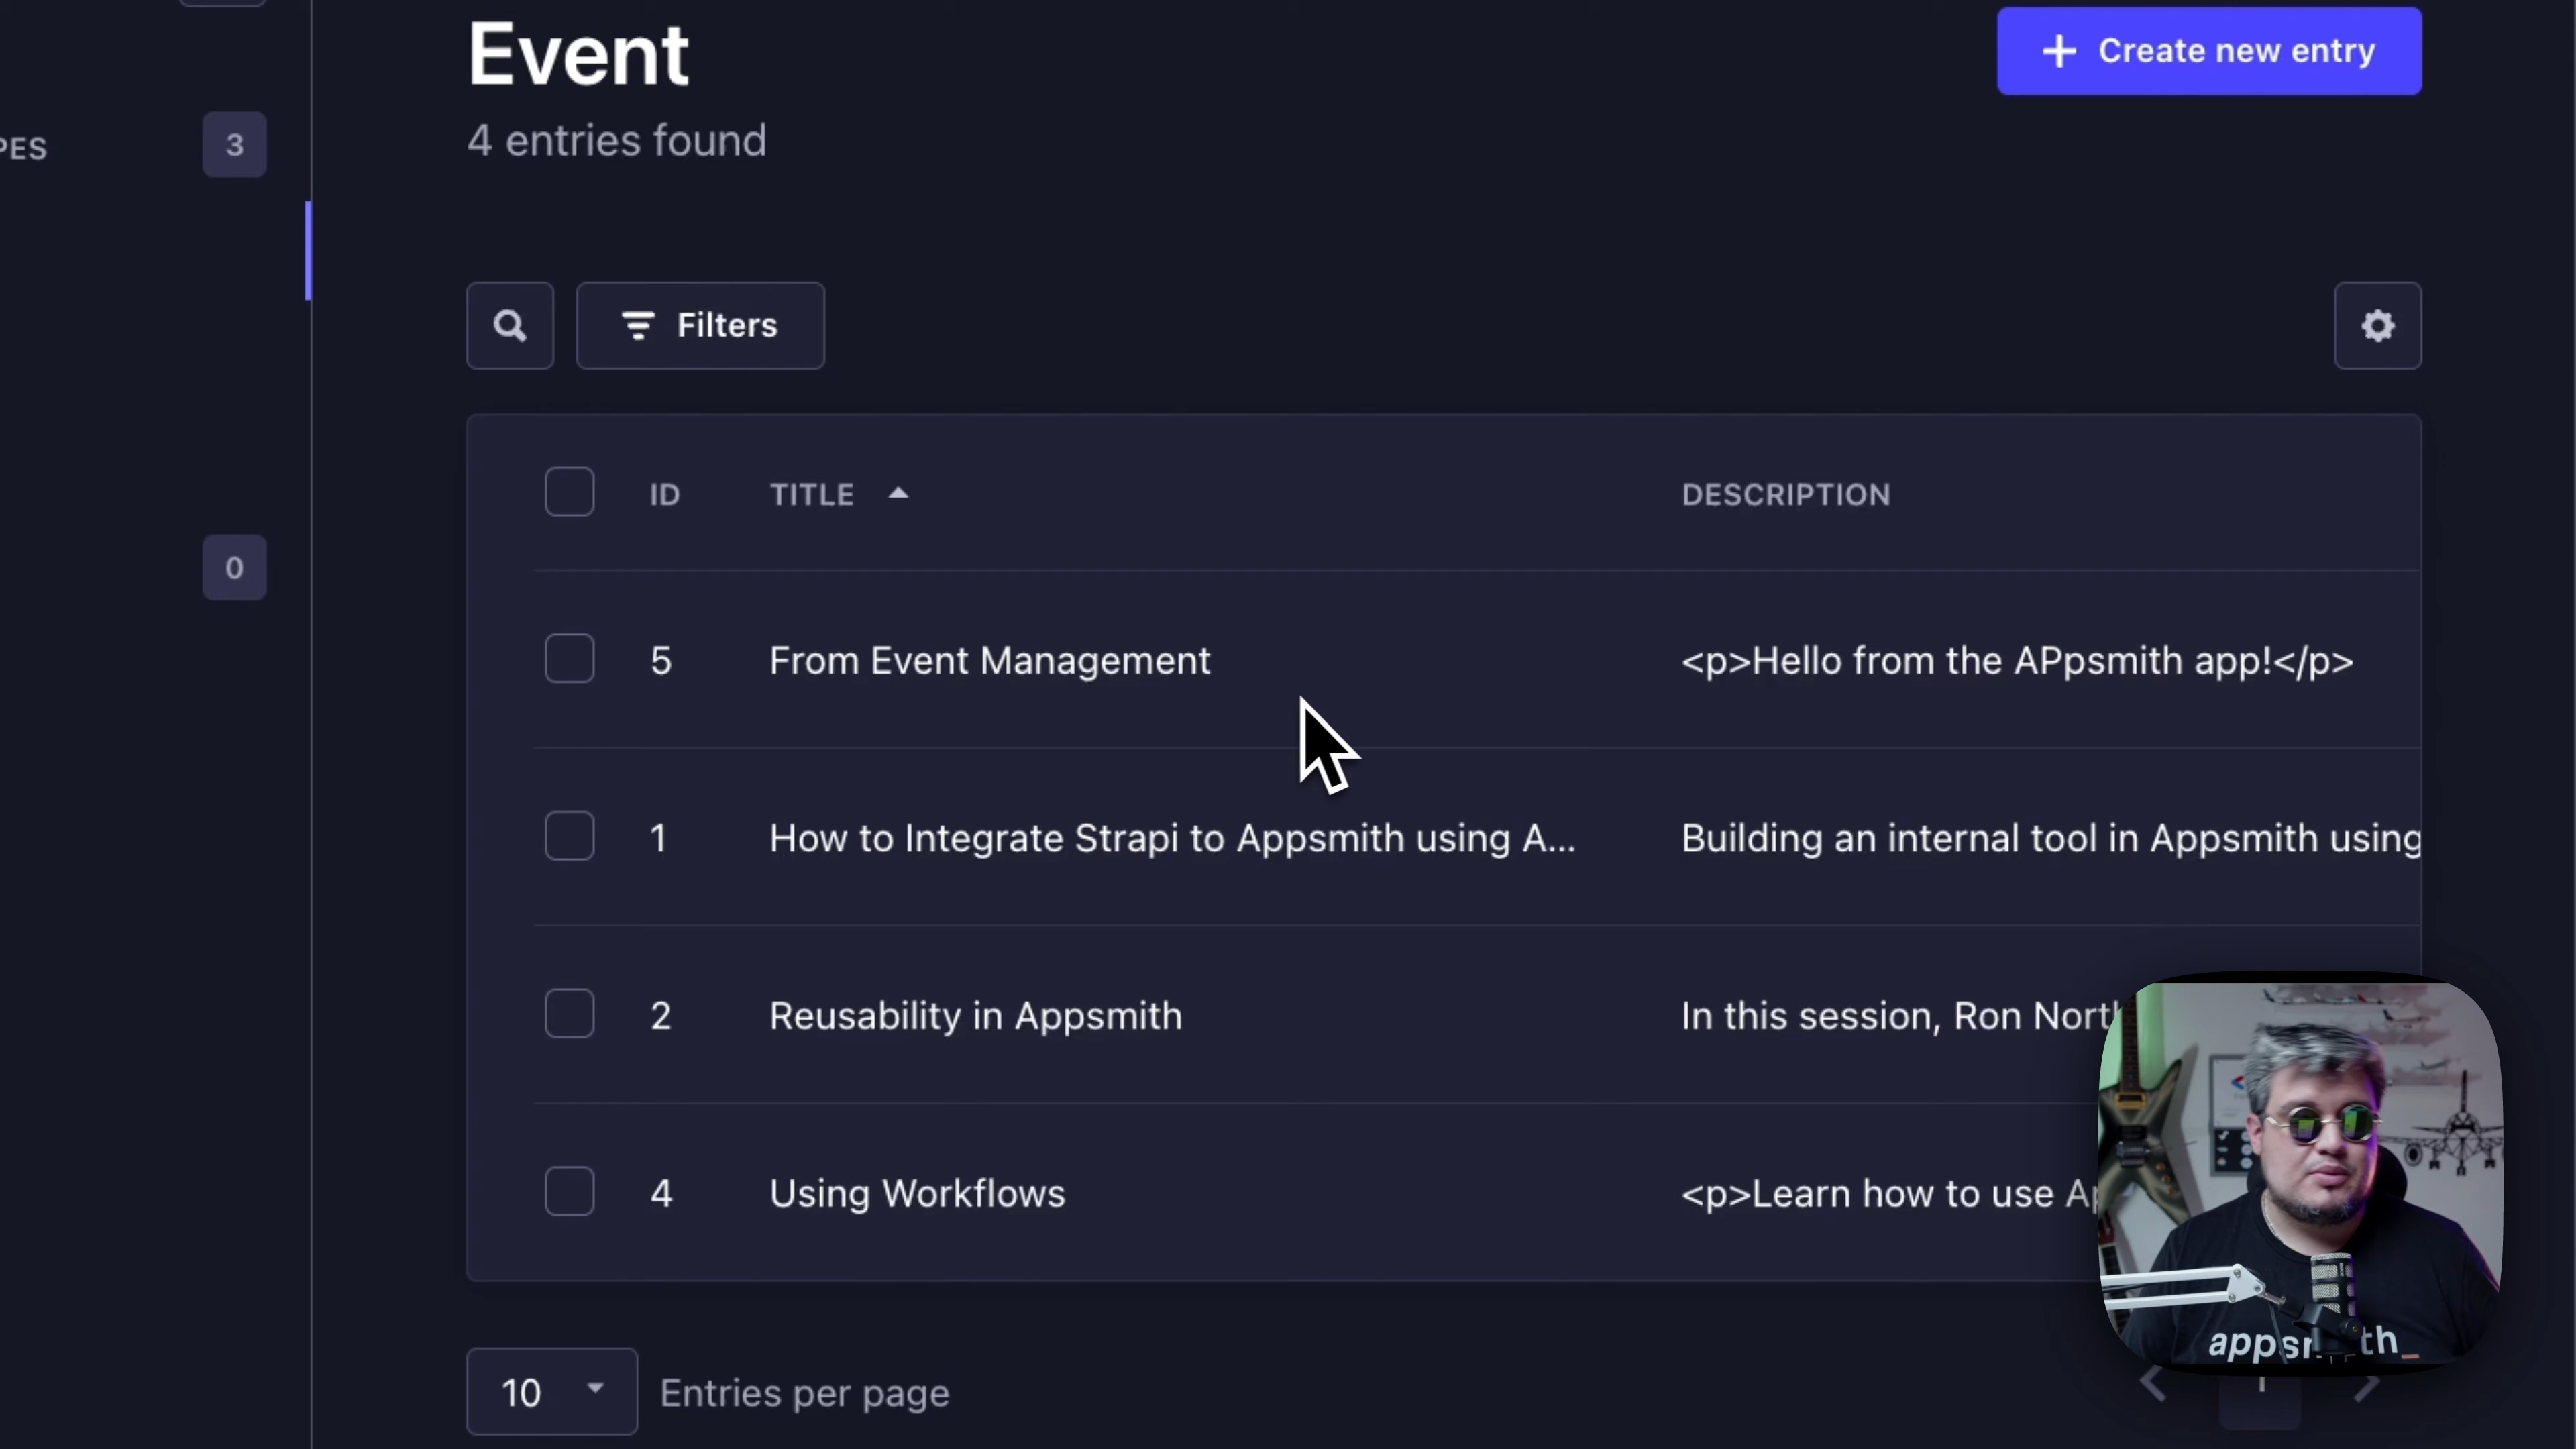 Event
+ Create new entry
4 entries found
3
Filters
ID TITLE DESCRIPTION
0
5 From Event Management <p>Hello from the APpsmith app!</p>
1 How to Integrate Strapi to Appsmith using A... Building an internal tool in Appsmith using
2 Reusability in Appsmith In this session, Ron
4 Using Workflows <p>Learn how to use
10 Entries per page